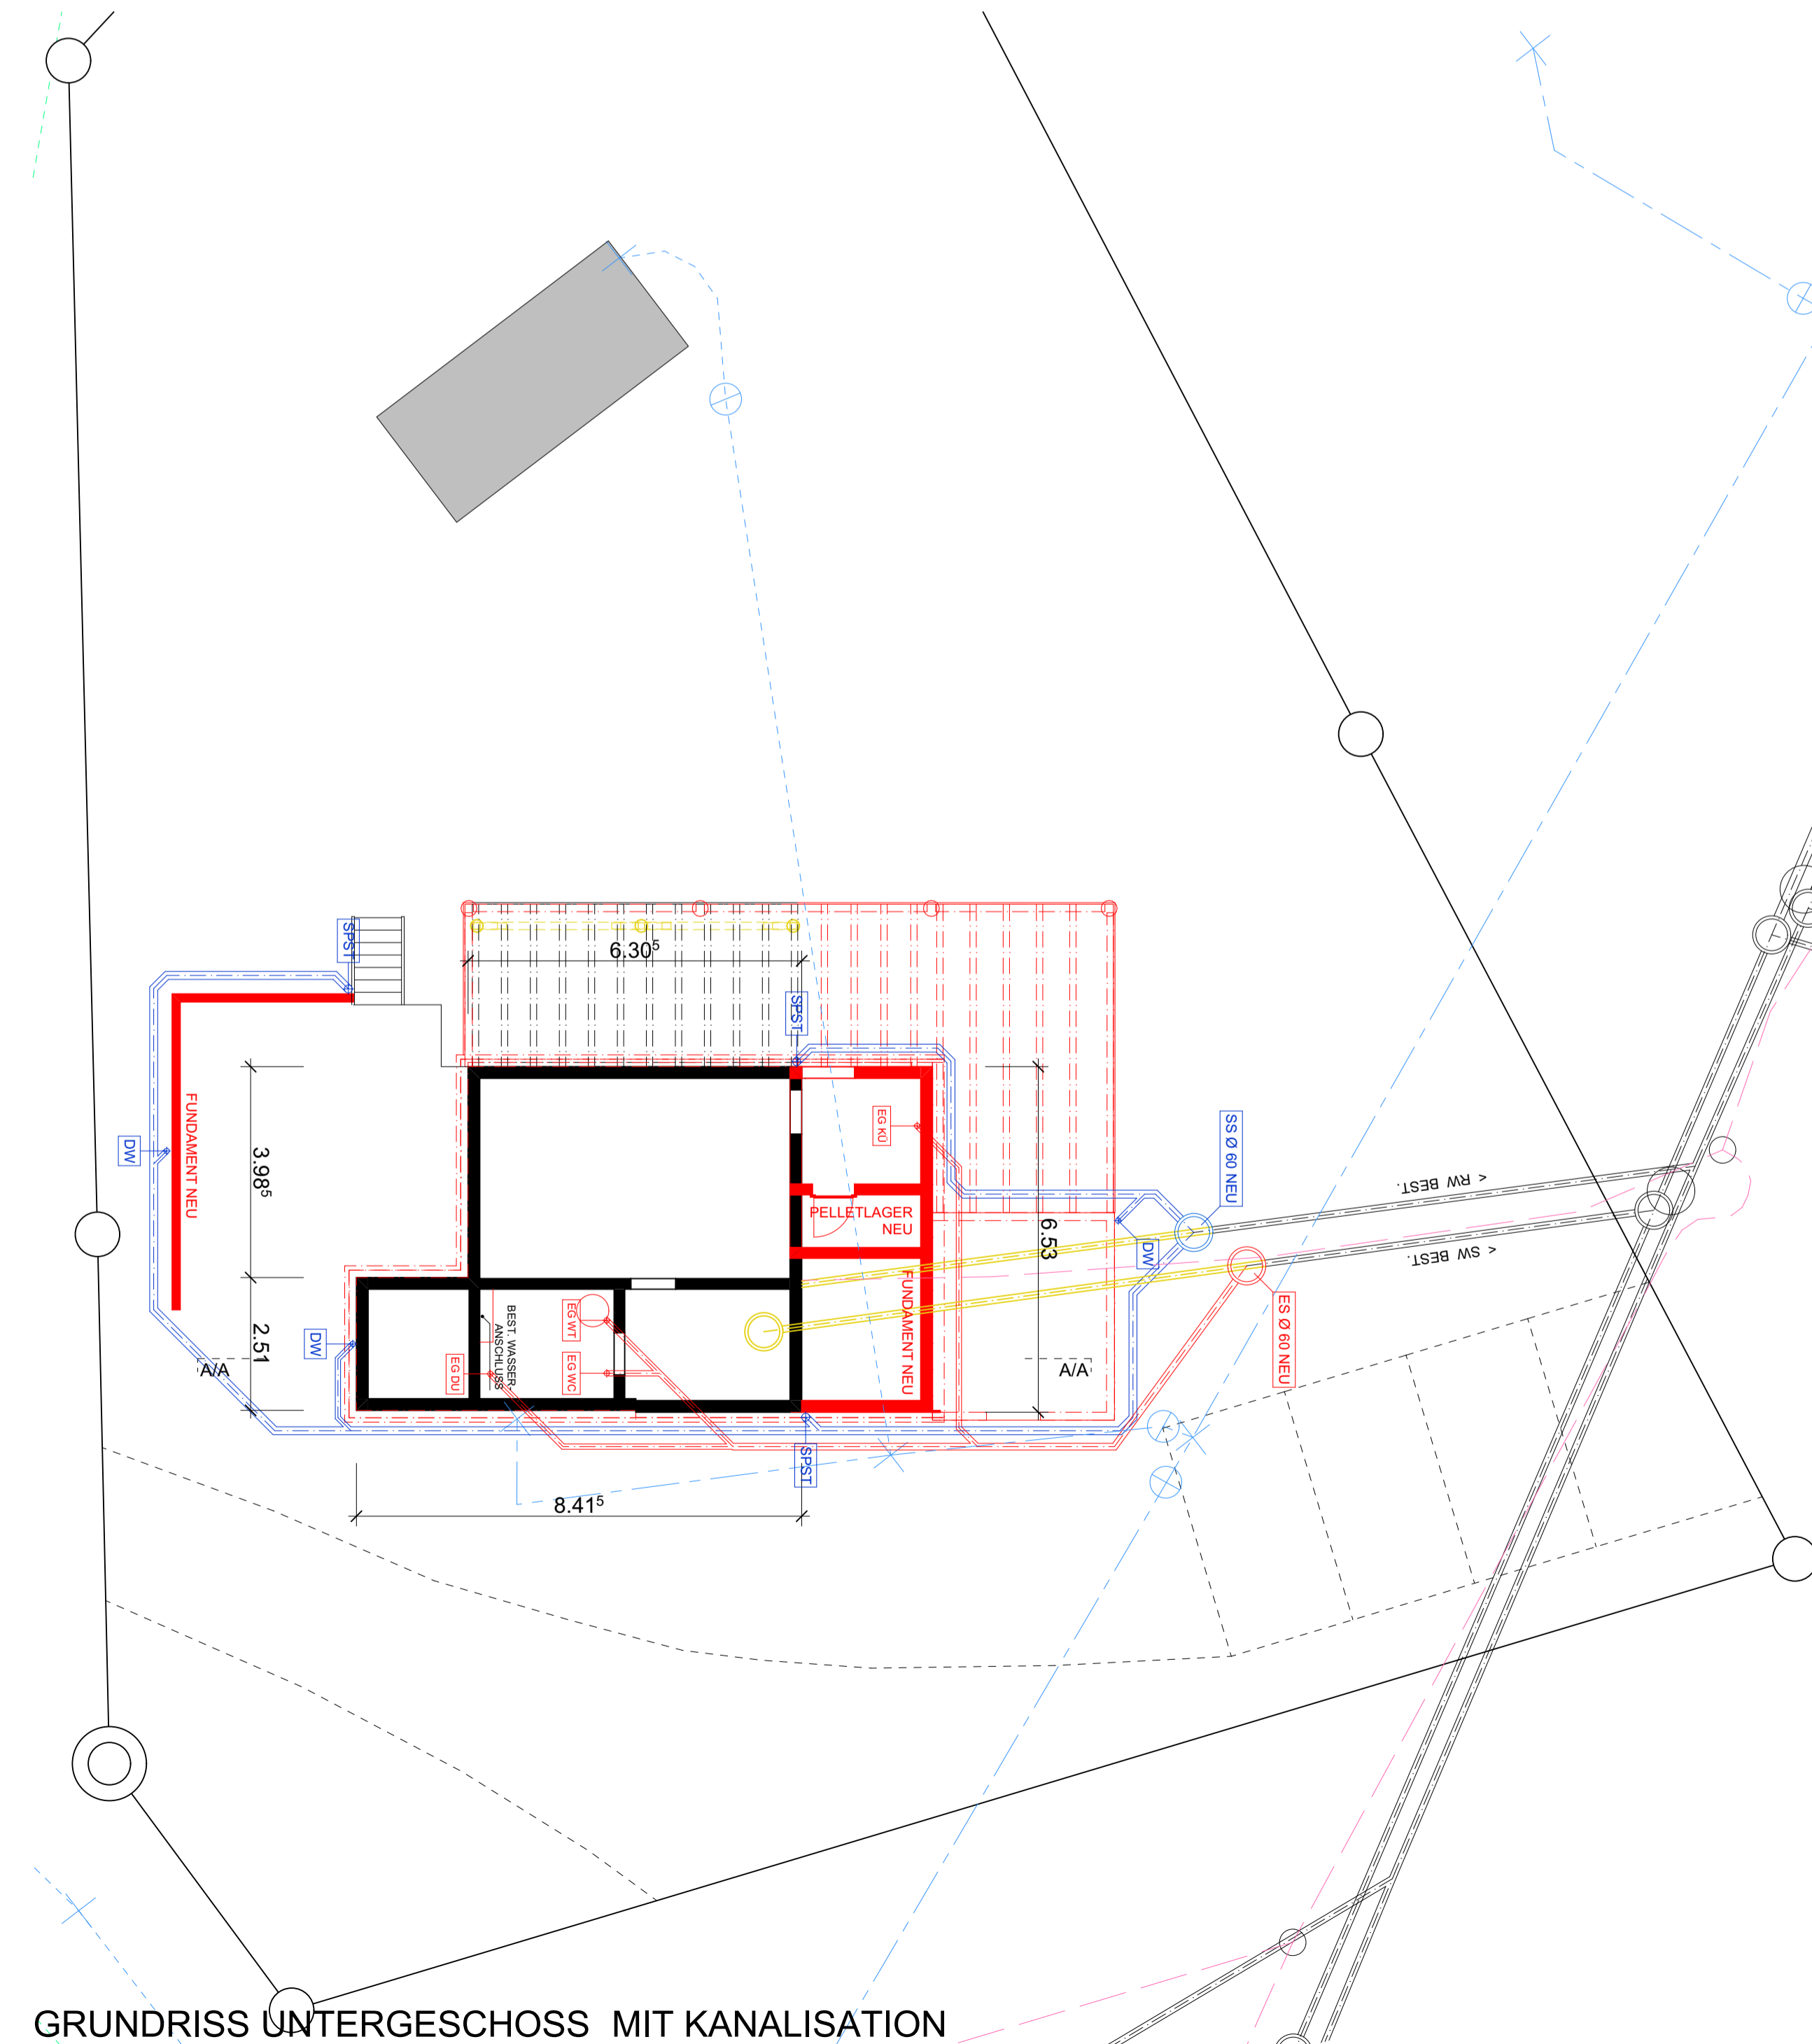 SPST
6.30⁵
SPST
FUNDAMENT NEU
DW
3.98⁵
EG KÜ
SS Ø 60 NEU
< RW BEST.
PELLETLAGER
NEU
6.53
DW
< SW BEST.
FUNDAMENT NEU
ES Ø 60 NEU
2.51
DW
BEST. WASSER-
ANSCHLUSS
EG WT
EG DU
EG WC
A/A
A/A
SPST
8.41⁵
GRUNDRISS UNTERGESCHOSS MIT KANALISATION